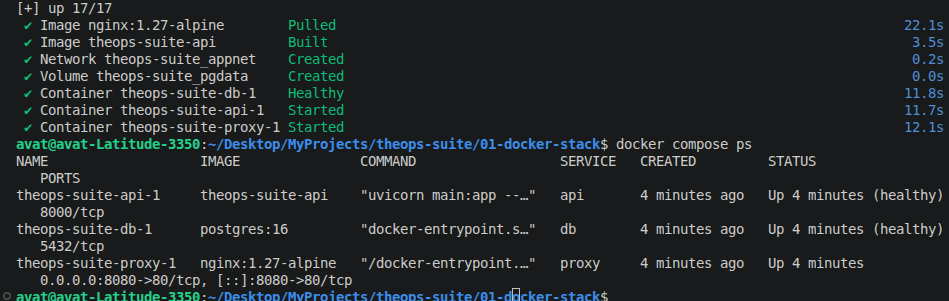 [+] up 17/17
✔ Image nginx:1.27-alpine Pulled 22.1s
✔ Image theops-suite-api Built 3.5s
✔ Network theops-suite_appnet Created 0.2s
✔ Volume theops-suite_pgdata Created 0.0s
✔ Container theops-suite-db-1 Healthy 11.8s
✔ Container theops-suite-api-1 Started 11.7s
✔ Container theops-suite-proxy-1 Started 12.1s
avat@avat-Latitude-3350:~/Desktop/MyProjects/theops-suite/01-docker-stack$ docker compose ps
NAME IMAGE COMMAND SERVICE CREATED STATUS
PORTS
theops-suite-api-1 theops-suite-api "uvicorn main:app --…" api 4 minutes ago Up 4 minutes (healthy)
8000/tcp
theops-suite-db-1 postgres:16 "docker-entrypoint.s…" db 4 minutes ago Up 4 minutes (healthy)
5432/tcp
theops-suite-proxy-1 nginx:1.27-alpine "/docker-entrypoint.…" proxy 4 minutes ago Up 4 minutes
0.0.0.0:8080->80/tcp, [::]:8080->80/tcp
avat@avat-Latitude-3350:~/Desktop/MyProjects/theops-suite/01-docker-stack$